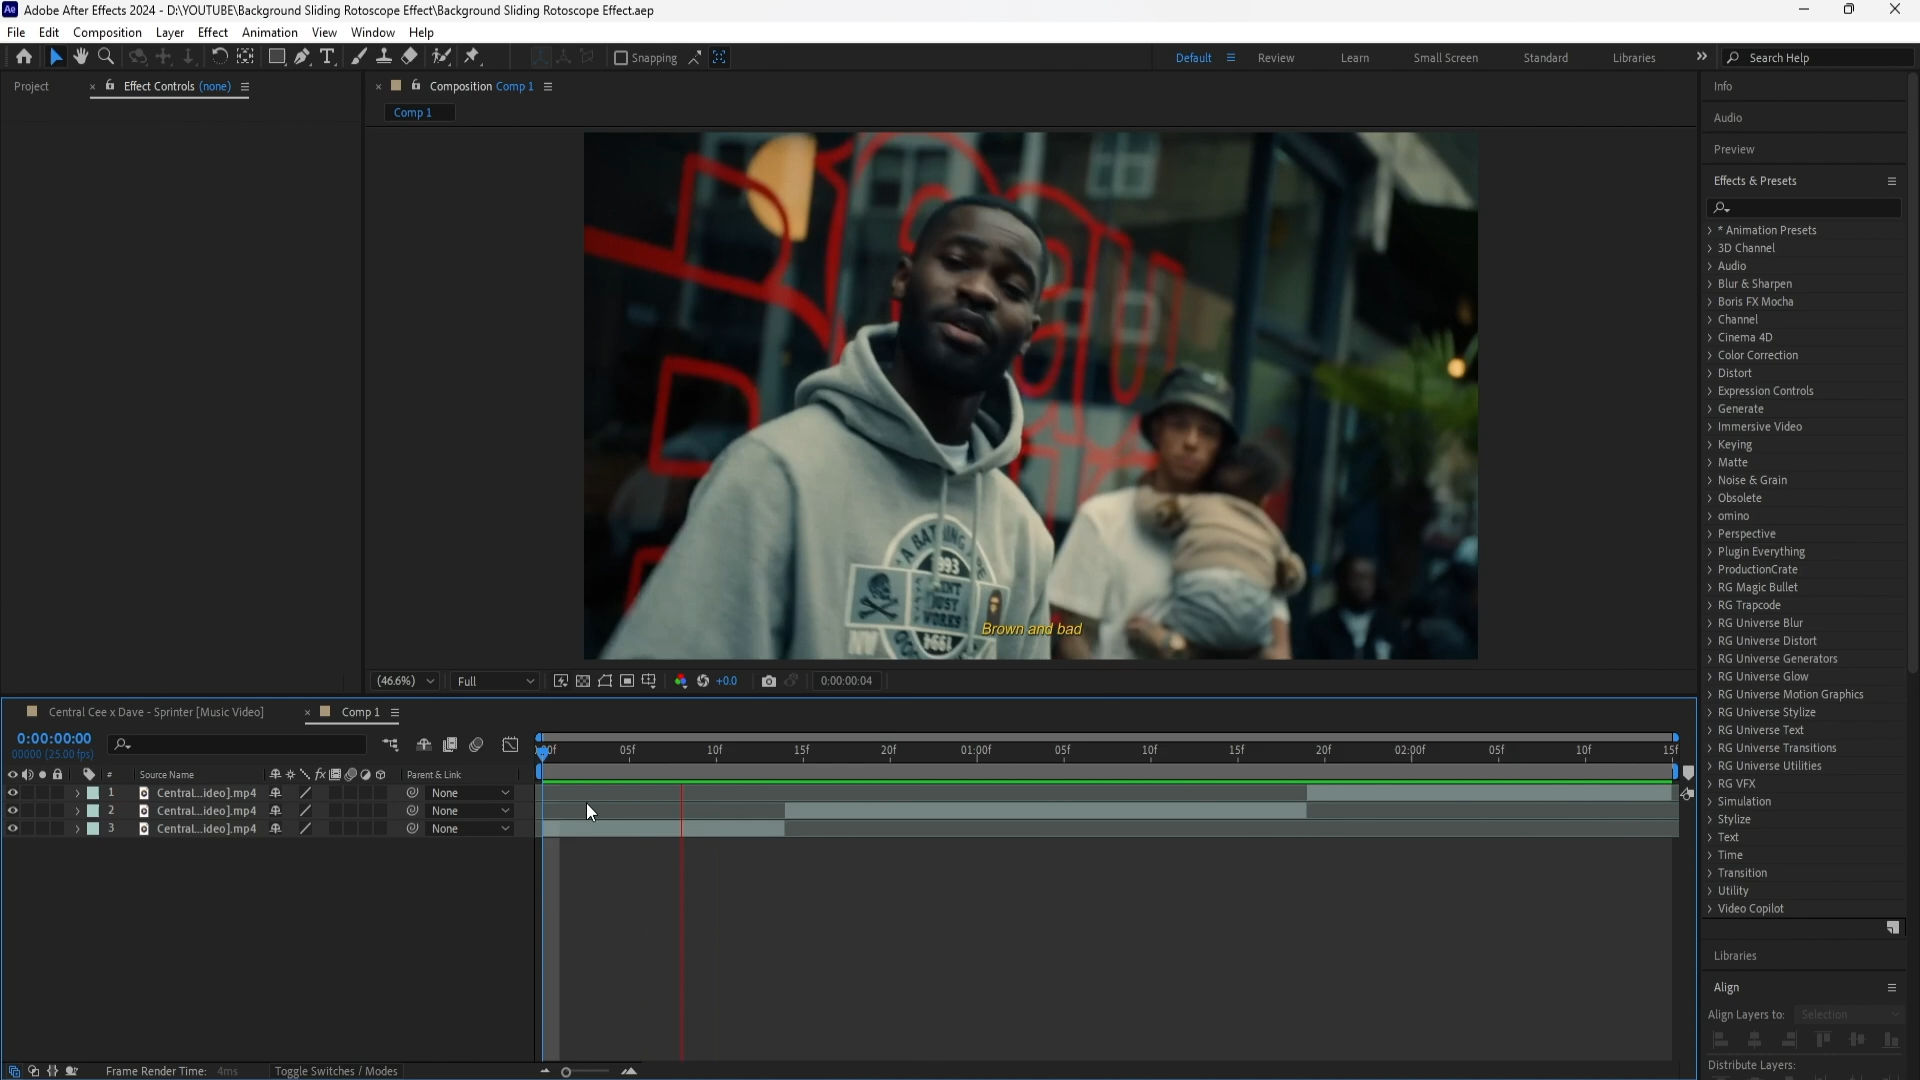 Adobe After Effects 2024 - D:\YOUTUBE\Background Sliding Rotoscope Effect\Background Sliding Rotoscope Effect.aep
File Edit Composition Layer Effect Animation View Window Help
Snapping
Default Review Learn Small Screen Standard Libraries Search Help
Project Effect Controls (none)
Composition Comp 1
Comp 1
A BATHING APE
Brown and bad
(46.6%) Full +0.0 0:00:00:04
Info
Audio
Preview
Effects & Presets
* Animation Presets
3D Channel
Audio
Blur & Sharpen
Boris FX Mocha
Channel
Cinema 4D
Color Correction
Distort
Expression Controls
Generate
Immersive Video
Keying
Matte
Noise & Grain
Obsolete
omino
Perspective
Plugin Everything
ProductionCrate
RG Magic Bullet
RG Trapcode
RG Universe Blur
RG Universe Distort
RG Universe Generators
RG Universe Glow
RG Universe Motion Graphics
RG Universe Stylize
RG Universe Text
RG Universe Transitions
RG Universe Utilities
RG VFX
Simulation
Stylize
Text
Time
Transition
Utility
Video Copilot
Libraries
Align
Align Layers to: Selection
Distribute Layers:
Central Cee x Dave - Sprinter [Music Video] Comp 1
0:00:00:00
00000 (25.00 fps)
05f 10f 15f 20f 01:00f 05f 10f 15f 20f 02:00f 05f 10f 15f
# Source Name Parent & Link
1 Central...ideo].mp4 None
2 Central...ideo].mp4 None
3 Central...ideo].mp4 None
Frame Render Time: 4ms Toggle Switches / Modes